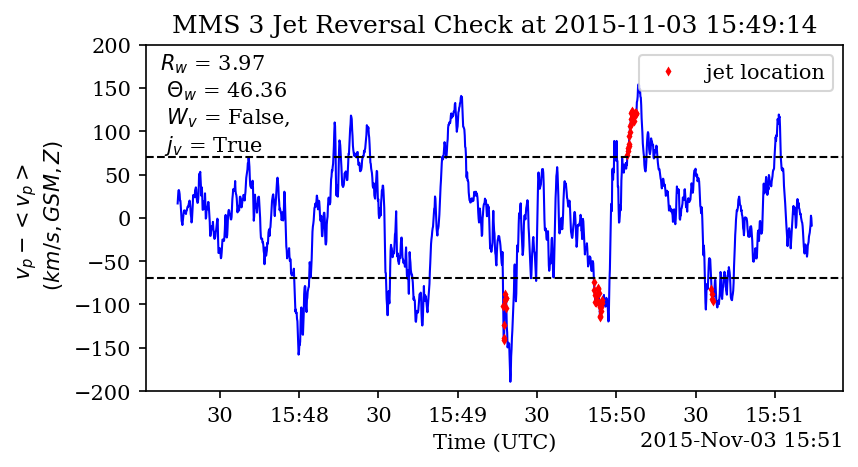 MMS 3 Jet Reversal Check at 2015-11-03 15:49:14
200
150
100
50
0
−50
−100
−150
−200
v_p − < v_p >
(km/s, GSM, Z)
R_w = 3.97
Θ_w = 46.36
W_v = False,
j_v = True
jet location
30 15:48 30 15:49 30 15:50 30 15:51
Time (UTC)
2015-Nov-03 15:51